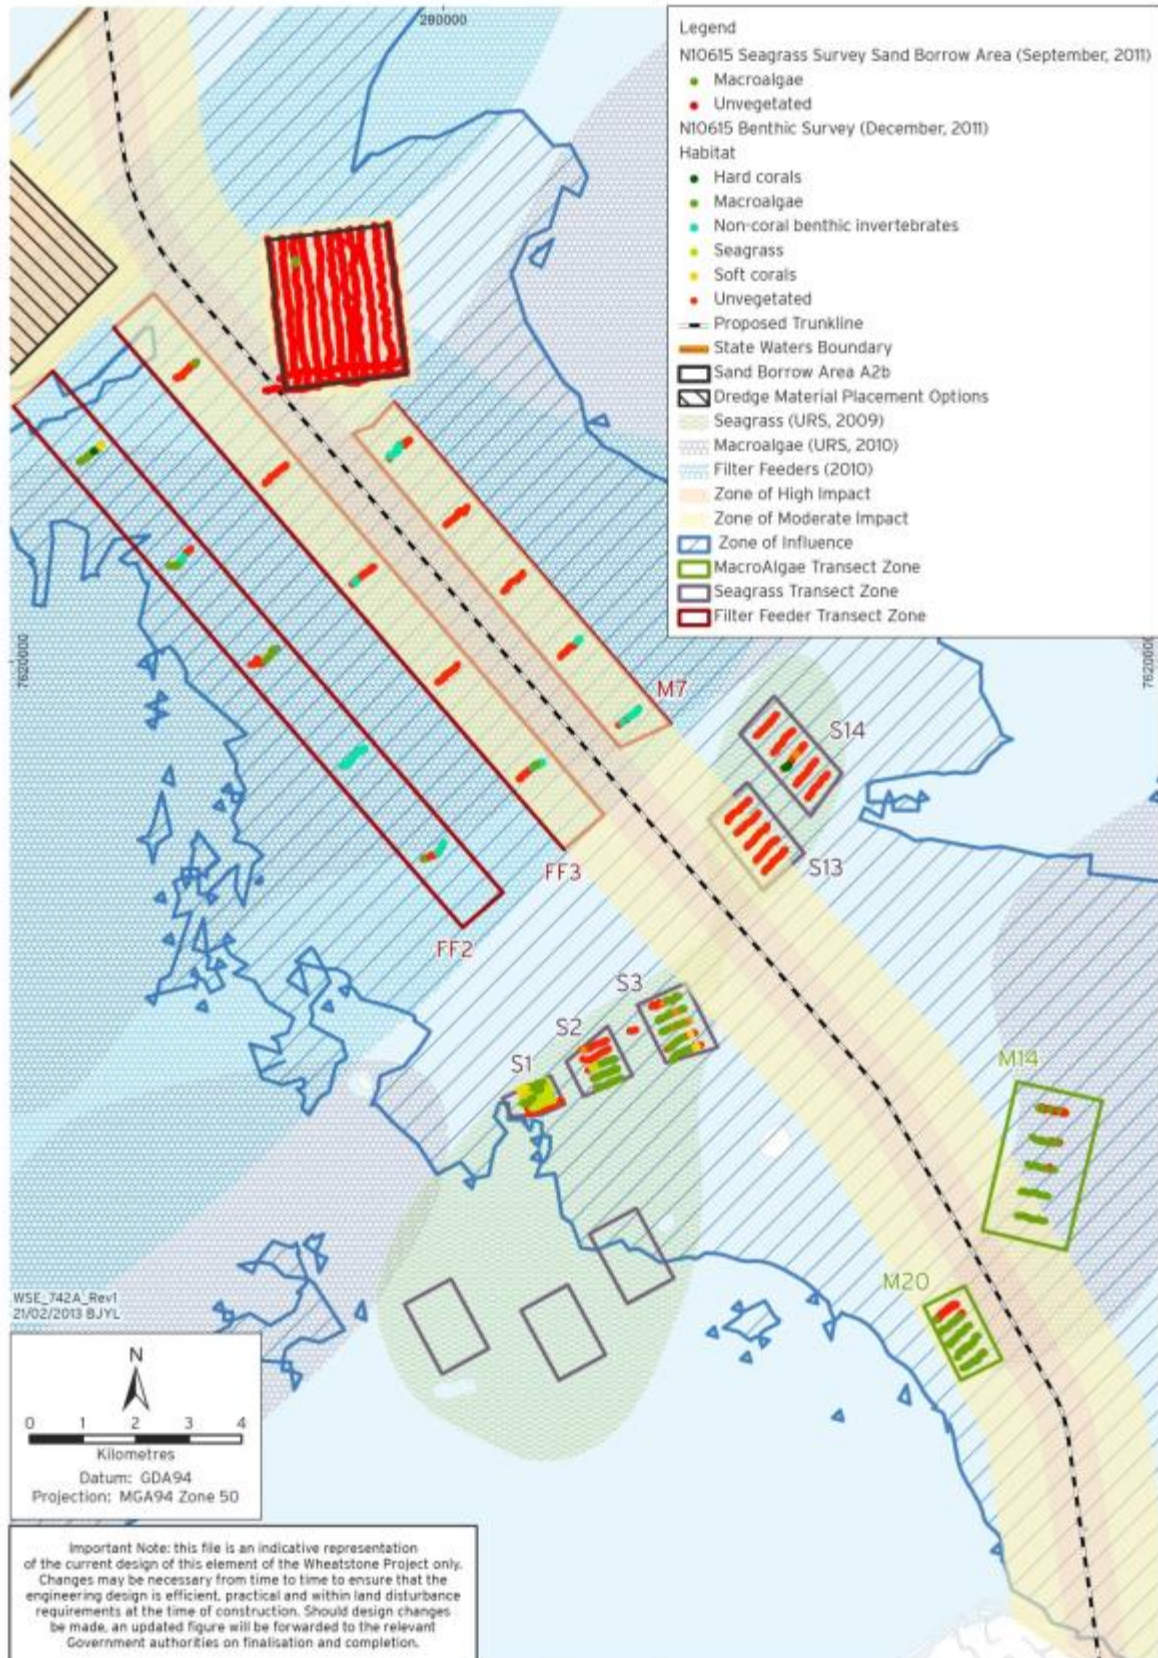 280000
Legend
N10615 Seagrass Survey Sand Borrow Area (September, 2011)
Macroalgae
Unvegetated
N10615 Benthic Survey (December, 2011)
Habitat
Hard corals
Macroalgae
Non-coral benthic invertebrates
Seagrass
Soft corals
Unvegetated
Proposed Trunkline
State Waters Boundary
Sand Borrow Area A2b
Dredge Material Placement Options
Seagrass (URS, 2009)
Macroalgae (URS, 2010)
Filter Feeders (2010)
Zone of High Impact
Zone of Moderate Impact
Zone of Influence
MacroAlgae Transect Zone
Seagrass Transect Zone
Filter Feeder Transect Zone
7620000
7620000
M7
S14
S13
FF3
FF2
S3
S2
S1
M14
M20
WSE_742A_Rev1
21/02/2013 BJYL
N
0 1 2 3 4
Kilometres
Datum: GDA94
Projection: MGA94 Zone 50
Important Note: this file is an indicative representation
of the current design of this element of the Wheatstone Project only.
Changes may be necessary from time to time to ensure that the
engineering design is efficient, practical and within land disturbance
requirements at the time of construction. Should design changes
be made, an updated figure will be forwarded to the relevant
Government authorities on finalisation and completion.